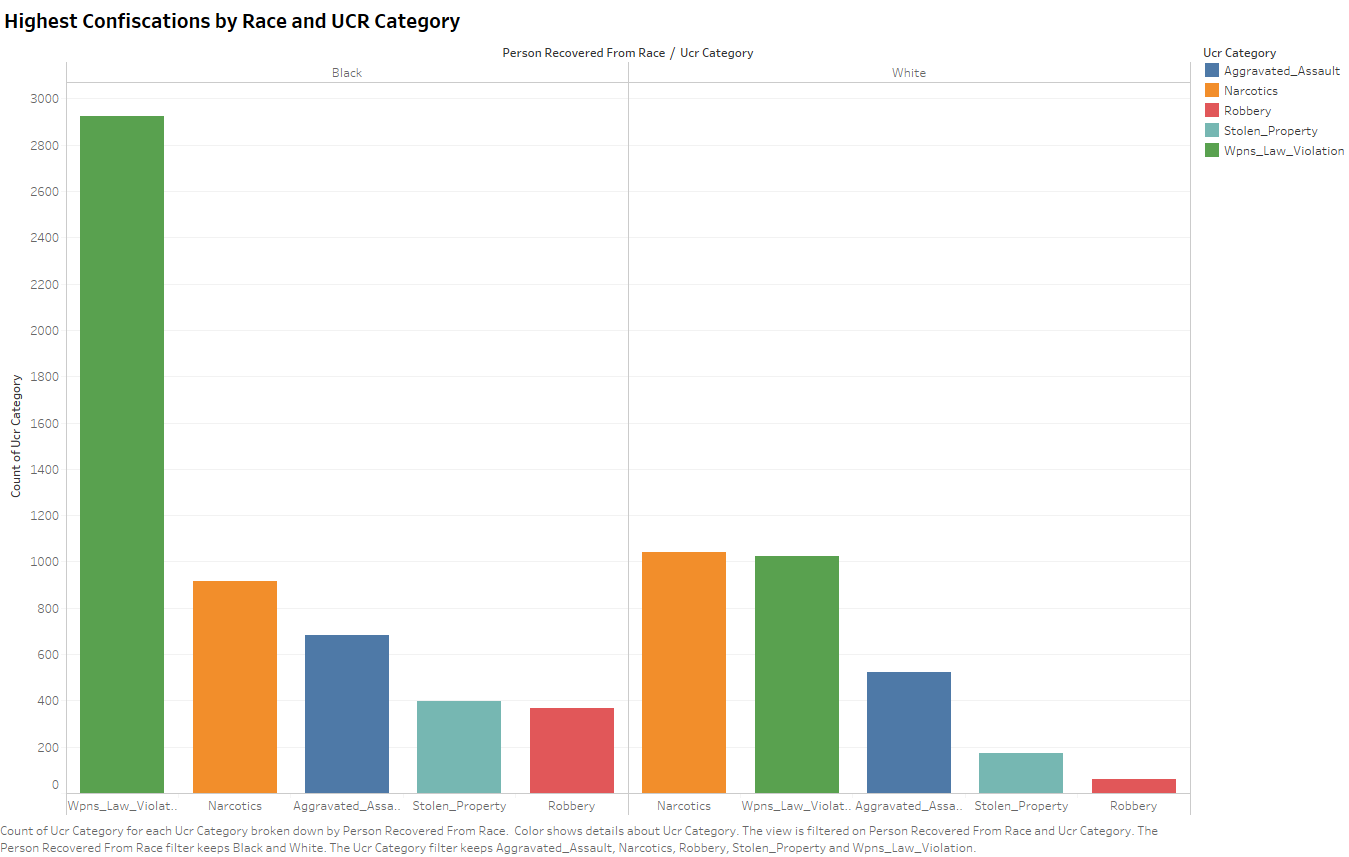 Highest Confiscations by Race and UCR Category
Person Recovered From Race / Ucr Category
Black
White
3000
2800
2600
2400
2200
2000
1800
1600
1400
1200
1000
800
600
400
200
0
Count of Ucr Category
Wpns_Law_Violat..
Narcotics
Aggravated_Assa..
Stolen_Property
Robbery
Narcotics
Wpns_Law_Violat..
Aggravated_Assa..
Stolen_Property
Robbery
Ucr Category
Aggravated_Assault
Narcotics
Robbery
Stolen_Property
Wpns_Law_Violation
Count of Ucr Category for each Ucr Category broken down by Person Recovered From Race. Color shows details about Ucr Category. The view is filtered on Person Recovered From Race and Ucr Category. The
Person Recovered From Race filter keeps Black and White. The Ucr Category filter keeps Aggravated_Assault, Narcotics, Robbery, Stolen_Property and Wpns_Law_Violation.